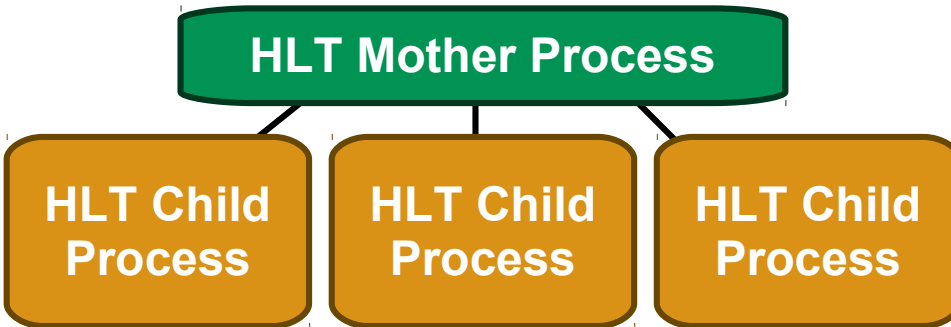 HLT Mother Process
HLT Child
Process
HLT Child
Process
HLT Child
Process